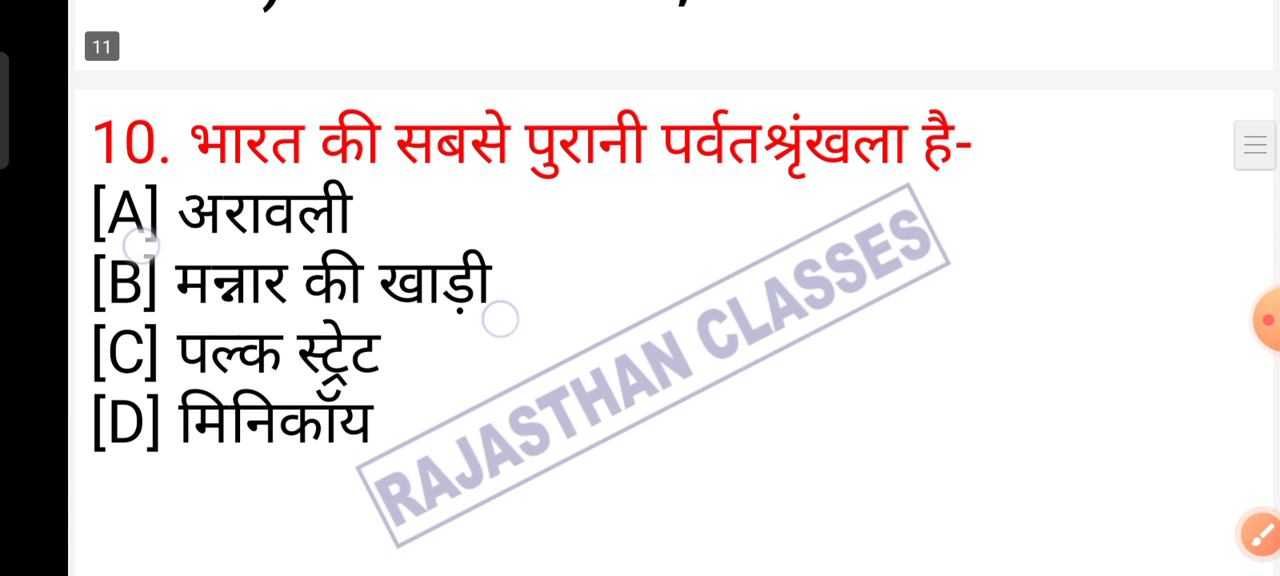 11
10. भारत की सबसे पुरानी पर्वतश्रृंखला है-
[A] अरावली
[B] मन्नार की खाड़ी
[C] पल्क स्ट्रेट
[D] मिनिकॉय
RAJASTHAN CLASSES